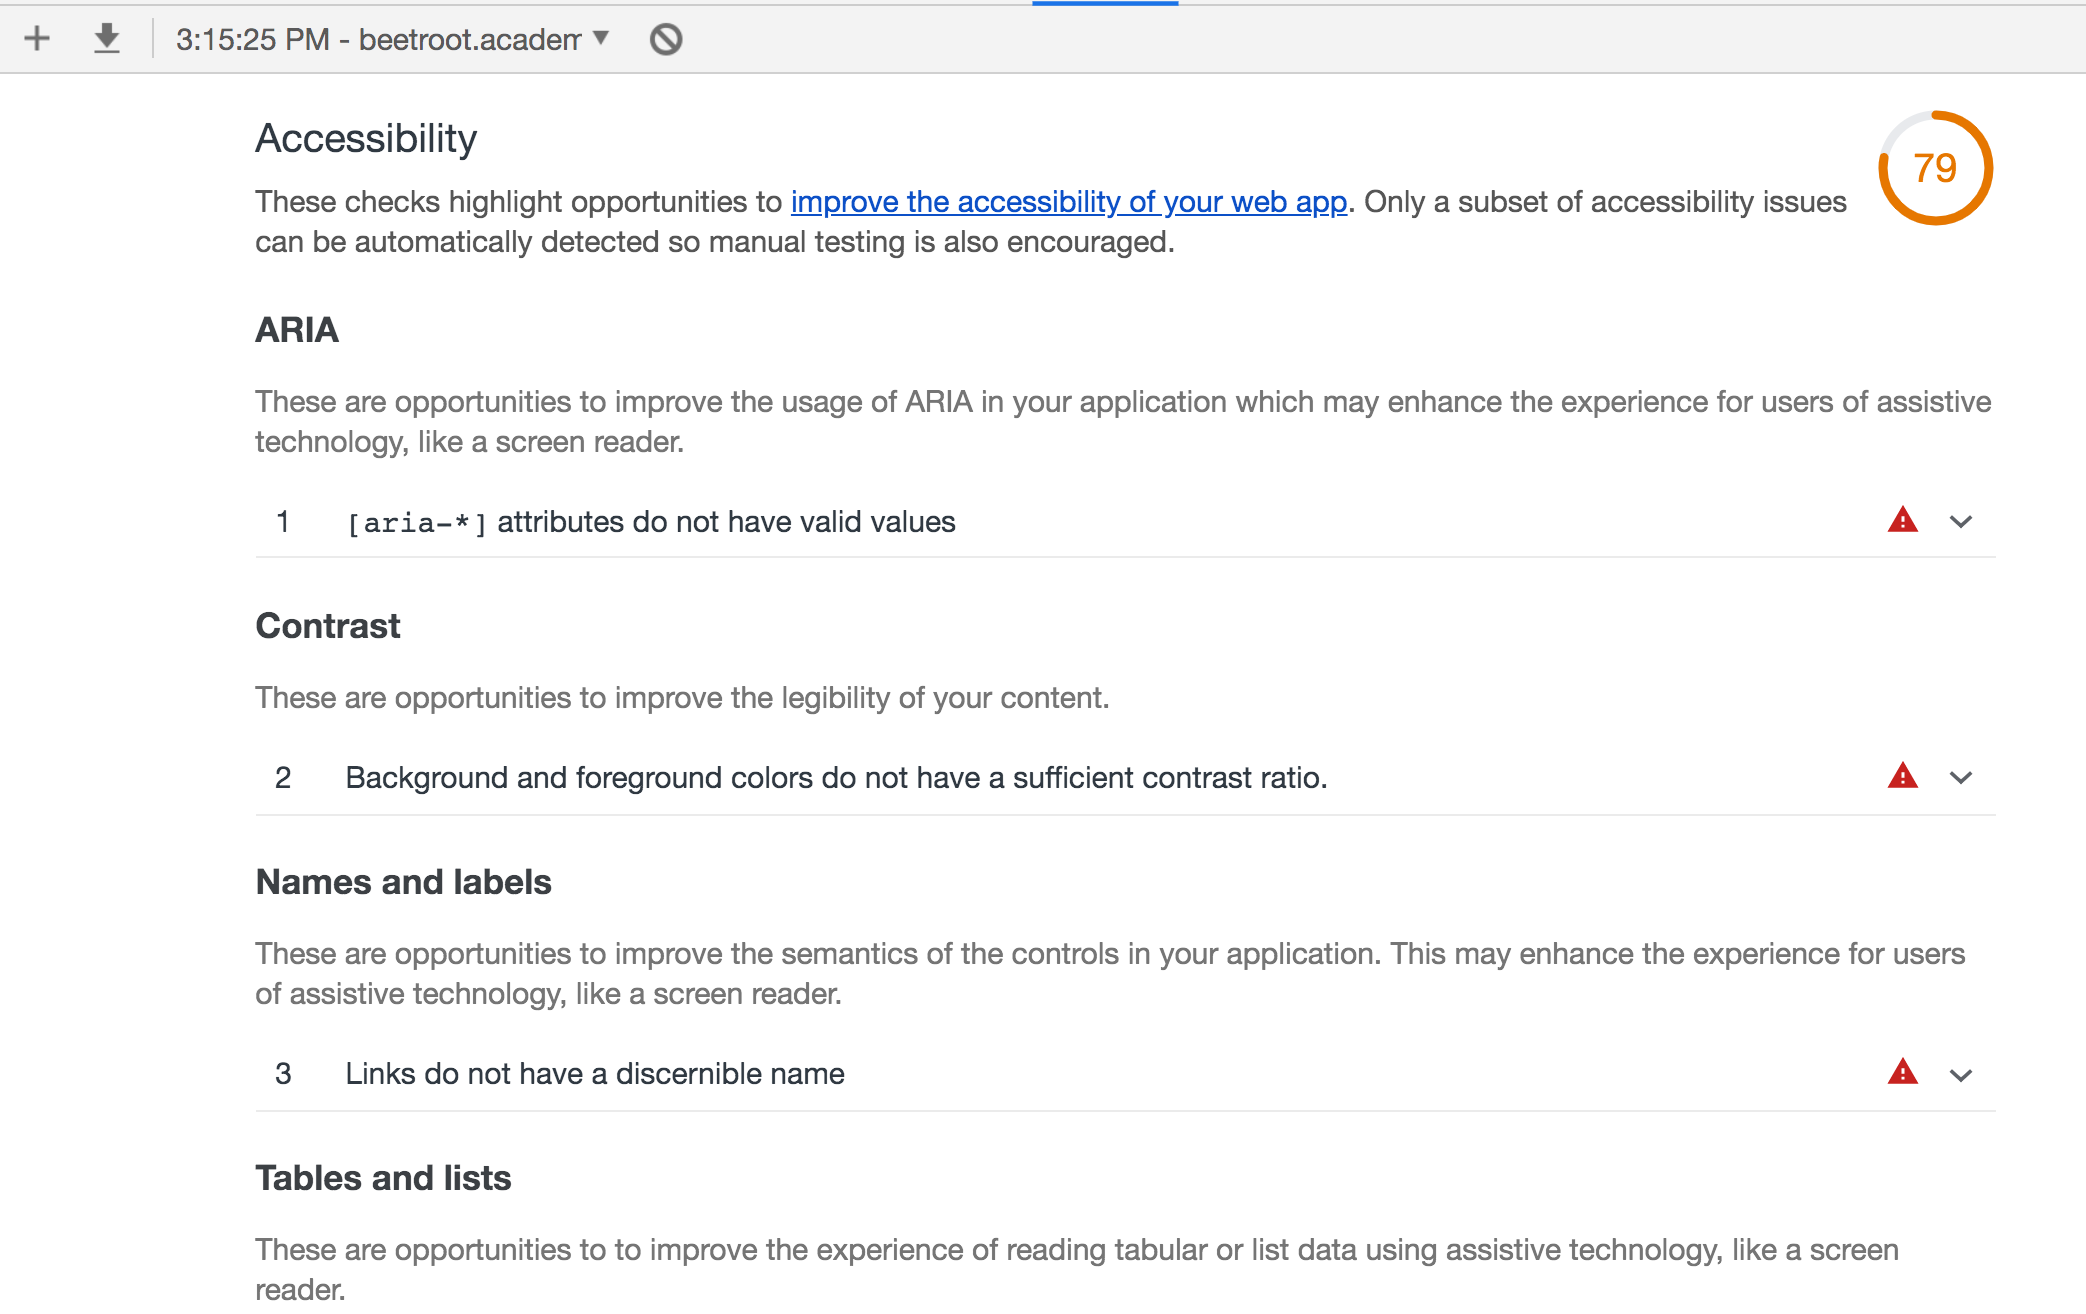 3:15:25 PM - beetroot.academ
Accessibility
79
These checks highlight opportunities to improve the accessibility of your web app. Only a subset of accessibility issues
can be automatically detected so manual testing is also encouraged.
ARIA
These are opportunities to improve the usage of ARIA in your application which may enhance the experience for users of assistive
technology, like a screen reader.
1 [aria-*] attributes do not have valid values
Contrast
These are opportunities to improve the legibility of your content.
2 Background and foreground colors do not have a sufficient contrast ratio.
Names and labels
These are opportunities to improve the semantics of the controls in your application. This may enhance the experience for users
of assistive technology, like a screen reader.
3 Links do not have a discernible name
Tables and lists
These are opportunities to to improve the experience of reading tabular or list data using assistive technology, like a screen
reader.